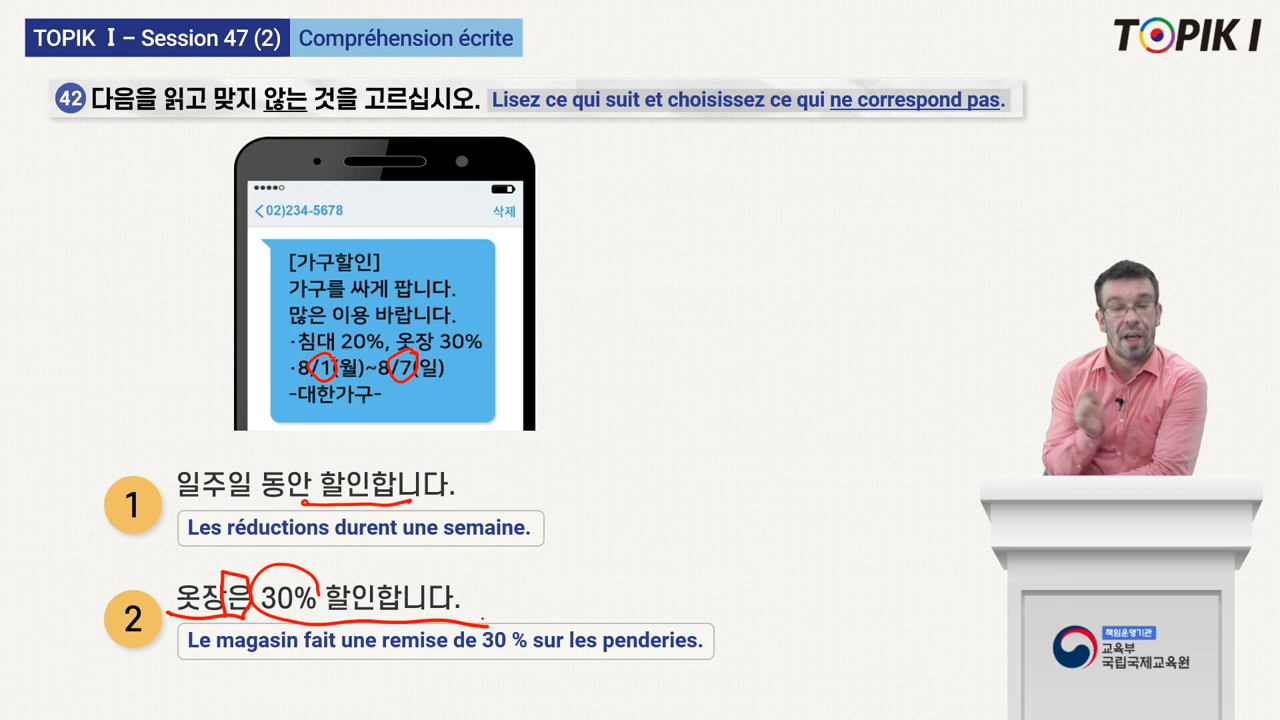 TOPIK Ⅰ – Session 47 (2) Compréhension écrite
TOPIK I
42 다음을 읽고 맞지 않는 것을 고르십시오. Lisez ce qui suit et choisissez ce qui ne correspond pas.
02)234-5678 삭제
[가구할인]
가구를 싸게 팝니다.
많은 이용 바랍니다.
·침대 20%, 옷장 30%
·8/1(월)~8/7(일)
-대한가구-
1 일주일 동안 할인합니다.
Les réductions durent une semaine.
2 옷장은 30% 할인합니다.
Le magasin fait une remise de 30 % sur les penderies.
책임운영기관
교육부
국립국제교육원